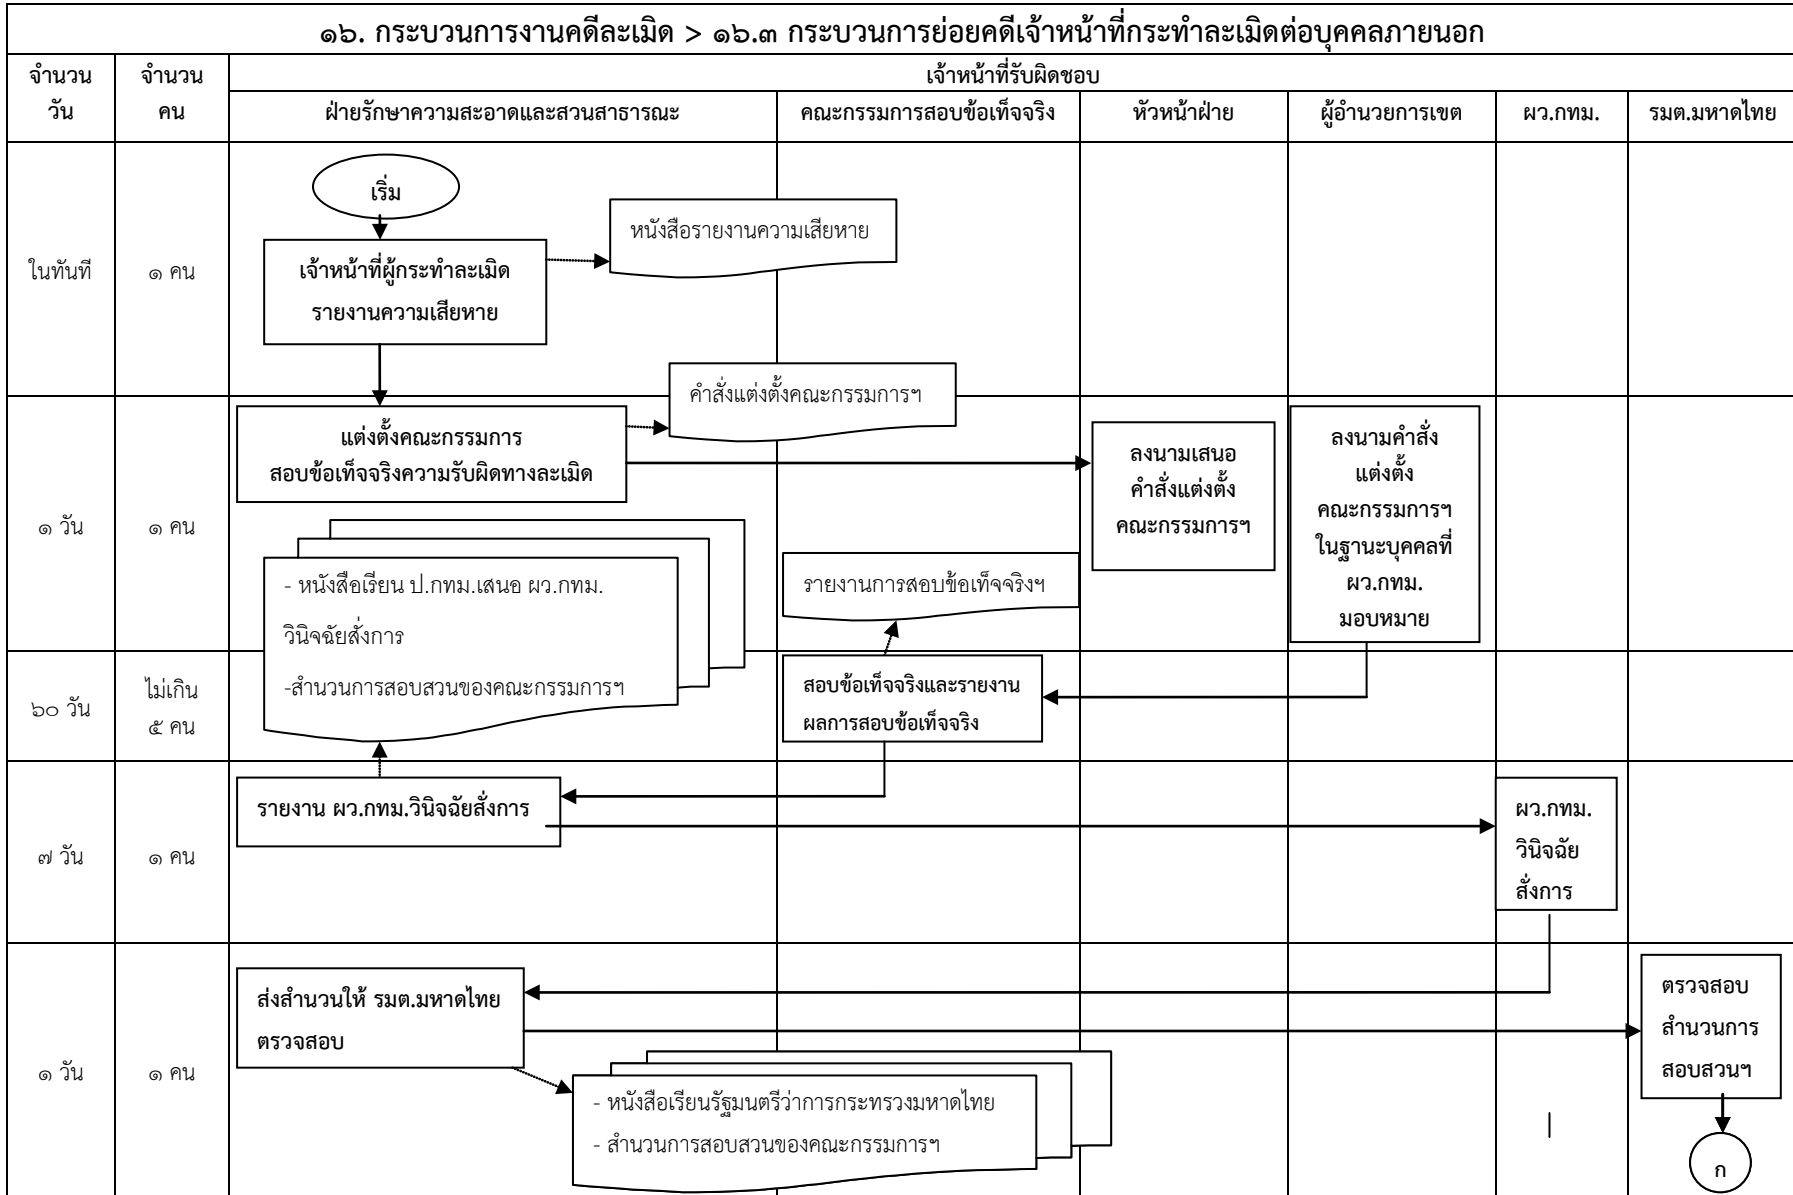 ๑๖. กระบวนการงานคดีละเมิด > ๑๖.๓ กระบวนการย่อยคดีเจ้าหน้าที่กระทำละเมิดต่อบุคคลภายนอก
จำนวน
วัน
จำนวน
คน
เจ้าหน้าที่รับผิดชอบ
ฝ่ายรักษาความสะอาดและสวนสาธารณะ
คณะกรรมการสอบข้อเท็จจริง
หัวหน้าฝ่าย
ผู้อำนวยการเขต
ผว.กทม.
รมต.มหาดไทย
ในทันที
๑ คน
เริ่ม
เจ้าหน้าที่ผู้กระทำละเมิด
รายงานความเสียหาย
หนังสือรายงานความเสียหาย
๑ วัน
๑ คน
แต่งตั้งคณะกรรมการ
สอบข้อเท็จจริงความรับผิดทางละเมิด
คำสั่งแต่งตั้งคณะกรรมการฯ
ลงนามเสนอ
คำสั่งแต่งตั้ง
คณะกรรมการฯ
ลงนามคำสั่ง
แต่งตั้ง
คณะกรรมการฯ
ในฐานะบุคคลที่
ผว.กทม.
มอบหมาย
- หนังสือเรียน ป.กทม.เสนอ ผว.กทม.
วินิจฉัยสั่งการ
-สำนวนการสอบสวนของคณะกรรมการฯ
รายงานการสอบข้อเท็จจริงฯ
๖๐ วัน
ไม่เกิน
๕ คน
สอบข้อเท็จจริงและรายงาน
ผลการสอบข้อเท็จจริง
๗ วัน
๑ คน
รายงาน ผว.กทม.วินิจฉัยสั่งการ
ผว.กทม.
วินิจฉัย
สั่งการ
๑ วัน
๑ คน
ส่งสำนวนให้ รมต.มหาดไทย
ตรวจสอบ
- หนังสือเรียนรัฐมนตรีว่าการกระทรวงมหาดไทย
- สำนวนการสอบสวนของคณะกรรมการฯ
ตรวจสอบ
สำนวนการ
สอบสวนฯ
ก